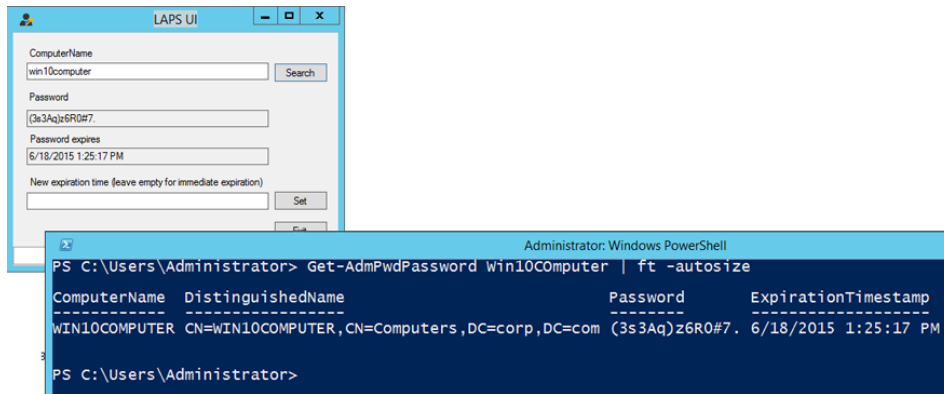 LAPS UI
ComputerName
win10computer
Search
Password
(3s3Aq)z6R0#7.
Password expires
6/18/2015 1:25:17 PM
New expiration time (leave empty for immediate expiration)
Set
Administrator: Windows PowerShell
PS C:\Users\Administrator> Get-AdmPwdPassword Win10COmputer | ft -autosize
ComputerName DistinguishedName Password ExpirationTimestamp
------------ ----------------- -------- -------------------
WIN10COMPUTER CN=WIN10COMPUTER,CN=Computers,DC=corp,DC=com (3s3Aq)z6R0#7. 6/18/2015 1:25:17 PM
PS C:\Users\Administrator>